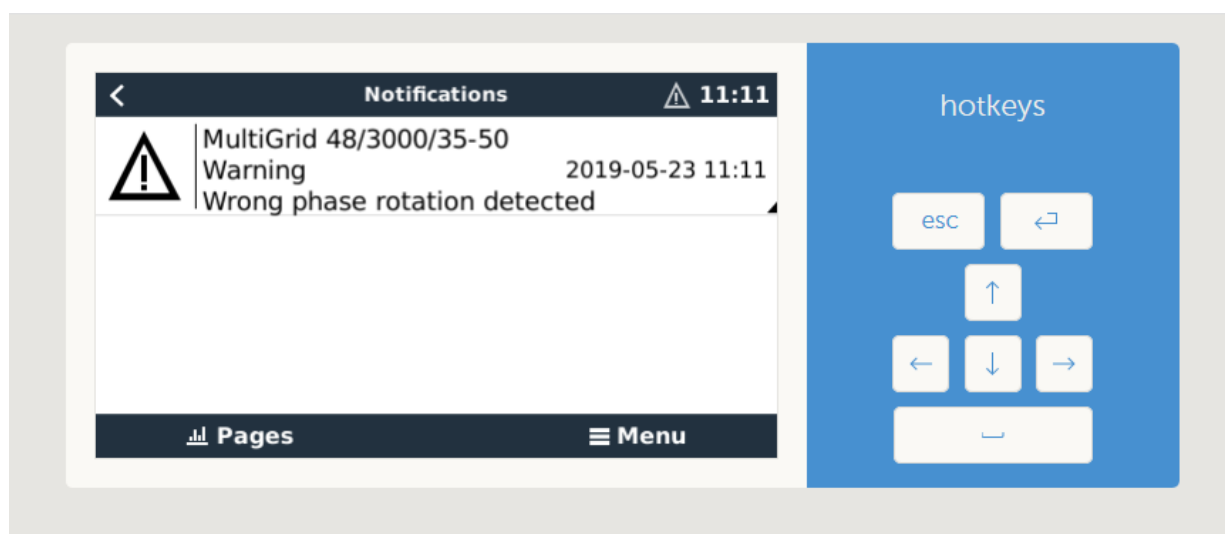 Notifications
11:11
MultiGrid 48/3000/35-50
Warning
2019-05-23 11:11
Wrong phase rotation detected
Pages
Menu
hotkeys
esc